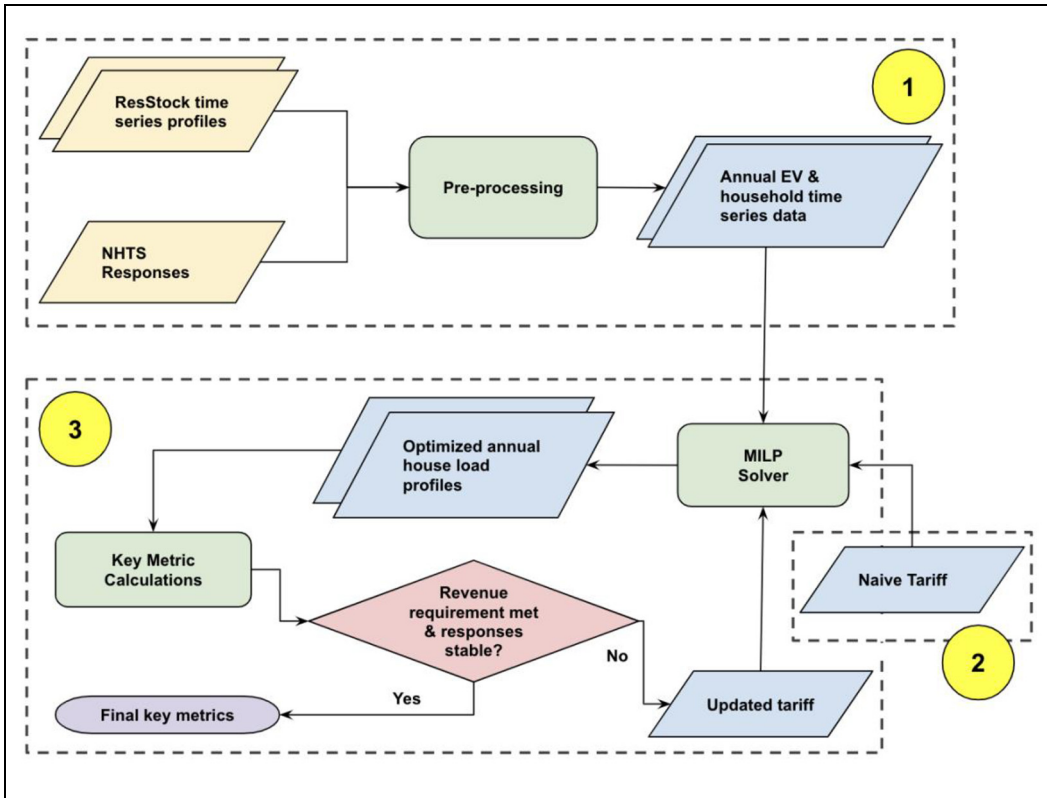 1
ResStock time
series profiles
Pre-processing
Annual EV &
household time
series data
NHTS
Responses
3
Optimized annual
house load
profiles
MILP
Solver
Key Metric
Calculations
Naive Tariff
Revenue
requirement met
& responses
stable?
No
2
Yes
Final key metrics
Updated tariff